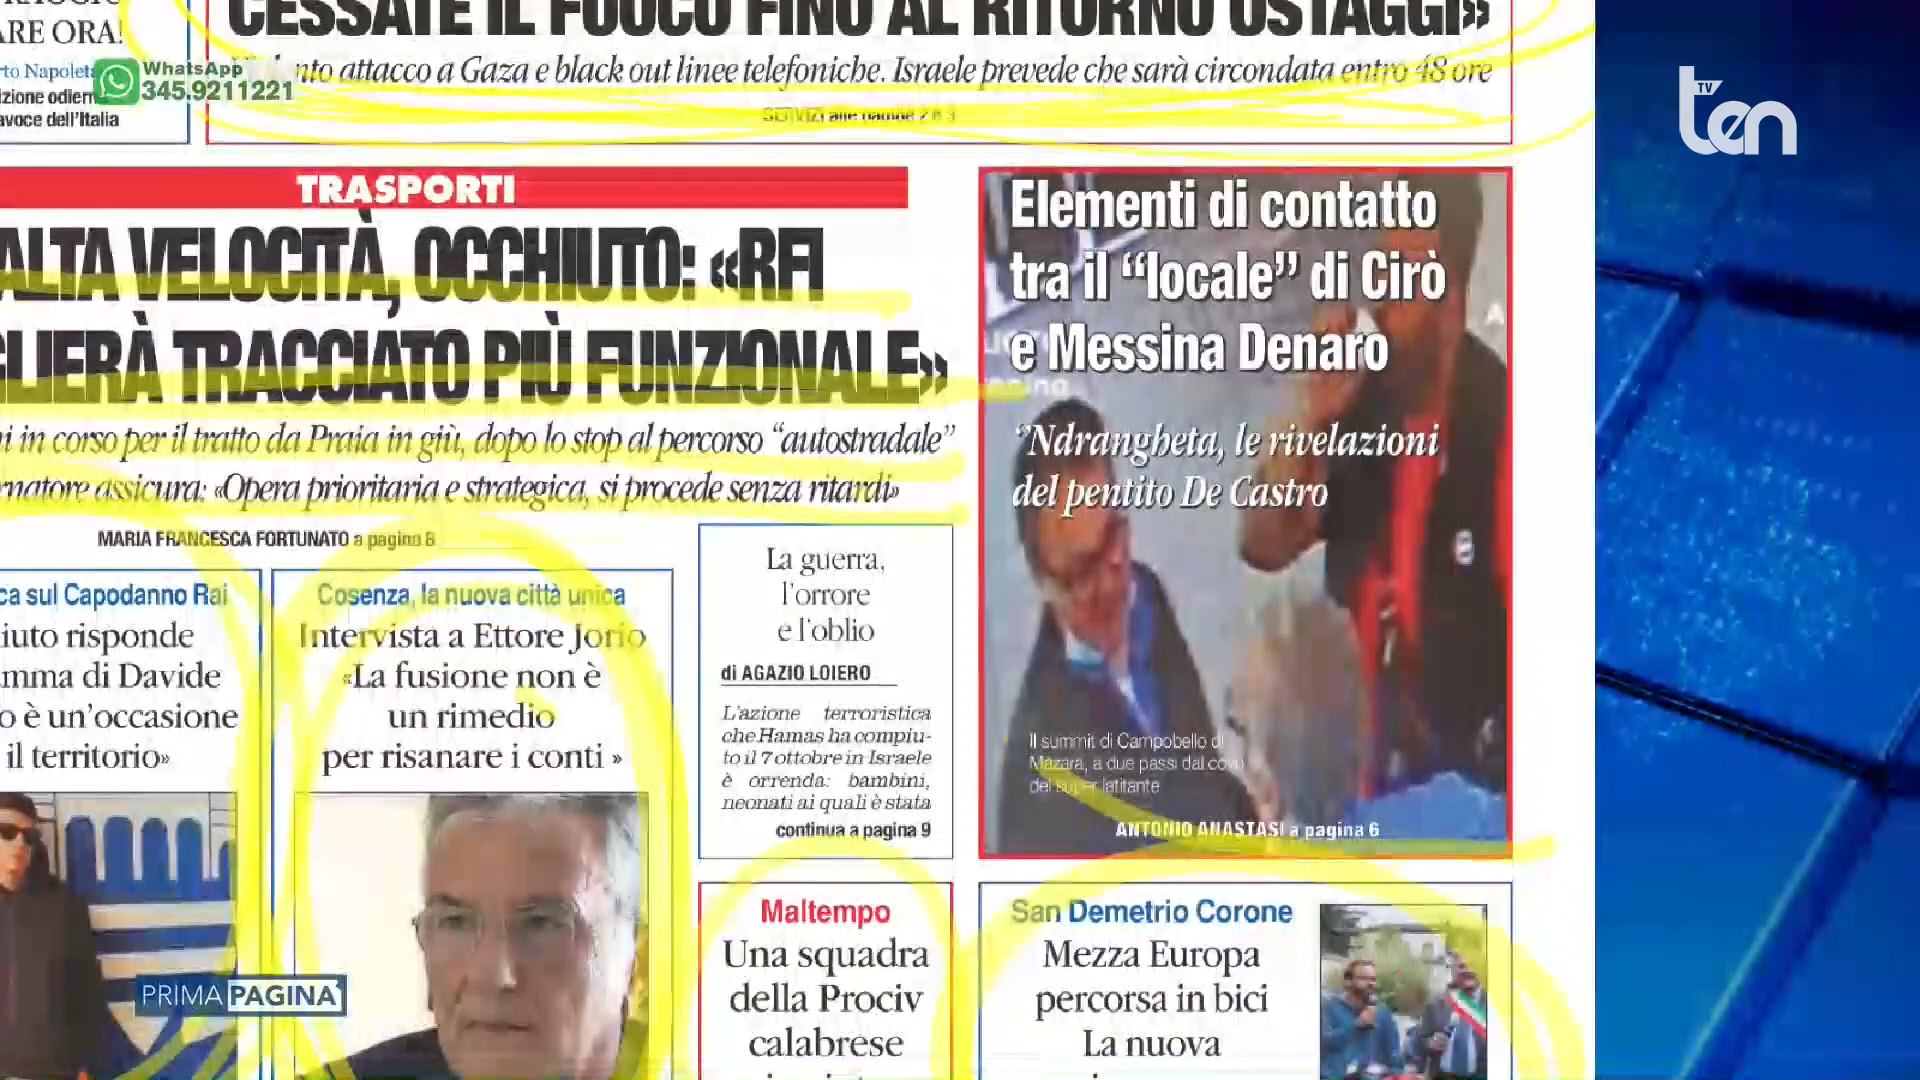 ARE ORA!
CESSATE IL FUOCO FINO AL RITORNO OSTAGGI»
attacco a Gaza e black out linee telefoniche. Israele prevede che sarà circondata entro 48 ore
alle pagine 2 e 3
WhatsApp
345.9211221
dell'Italia
TV
ten
TRASPORTI
ALTA VELOCITÀ, OCCHIUTO: «RFI
TRACCIATO PIÙ FUNZIONALE»
in corso per il tratto da Praia in giù, dopo lo stop al percorso "autostradale"
assicura: «Opera prioritaria e strategica, si procede senza ritardi»
MARIA FRANCESCA FORTUNATO a pagina 8
sul Capodanno Rai
risponde
di Davide
è un'occasione
il territorio»
Cosenza, la nuova città unica
Intervista a Ettore Jorio
«La fusione non è
un rimedio
per risanare i conti »
La guerra,
l'orrore
e l'oblio
di AGAZIO LOIERO
L'azione terroristica
che Hamas ha compiu-
to il 7 ottobre in Israele
è orrenda: bambini,
neonati ai quali è stata
continua a pagina 9
Elementi di contatto
tra il “locale” di Cirò
e Messina Denaro
‘’Ndrangheta, le rivelazioni
del pentito De Castro
Il summit di Campobello di
Mazara, a due passi dal covo
del super latitante
ANTONIO ANASTASI a pagina 6
Maltempo
Una squadra
della Prociv
calabrese
San Demetrio Corone
Mezza Europa
percorsa in bici
La nuova
PRIMA PAGINA